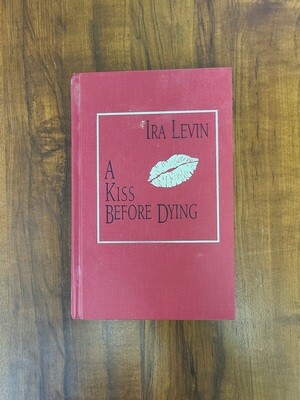 IRA LEVIN
A
KISS
BEFORE DYING